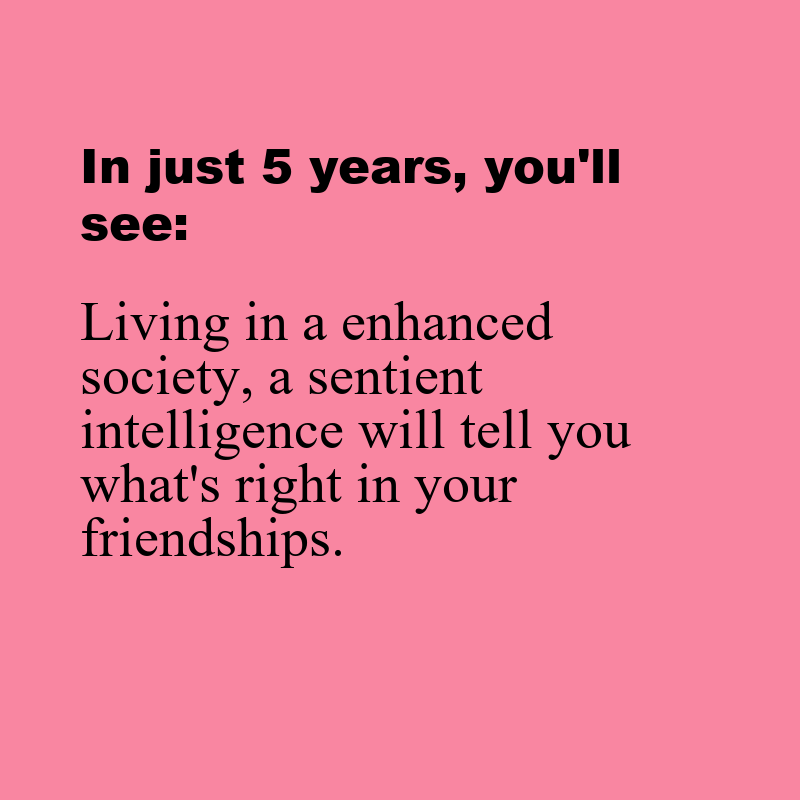 In just 5 years, you'll
see:
Living in a enhanced
society, a sentient
intelligence will tell you
what's right in your
friendships.